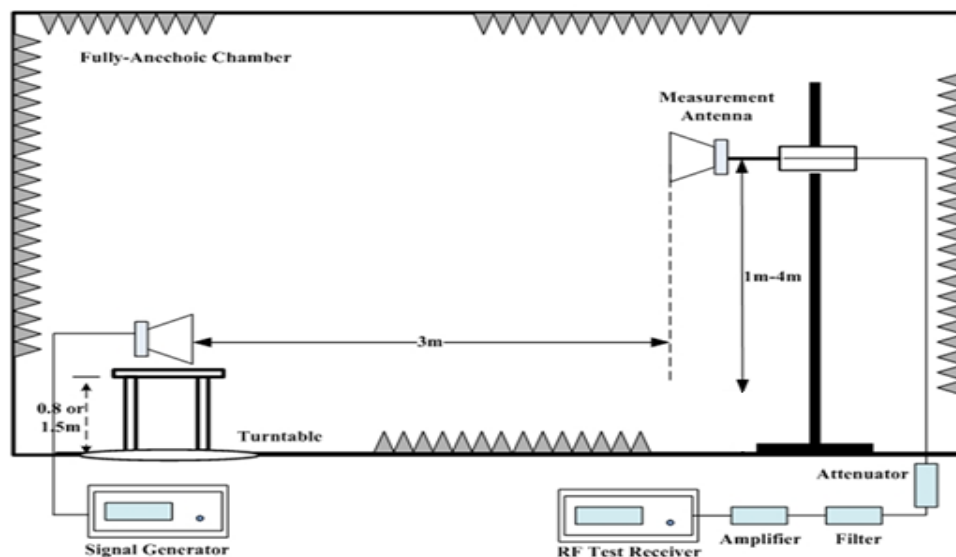 Fully-Anechoic Chamber
Measurement
Antenna
1m-4m
3m
0.8 or
1.5m
Turntable
Attenuator
Signal Generator
RF Test Receiver
Amplifier
Filter